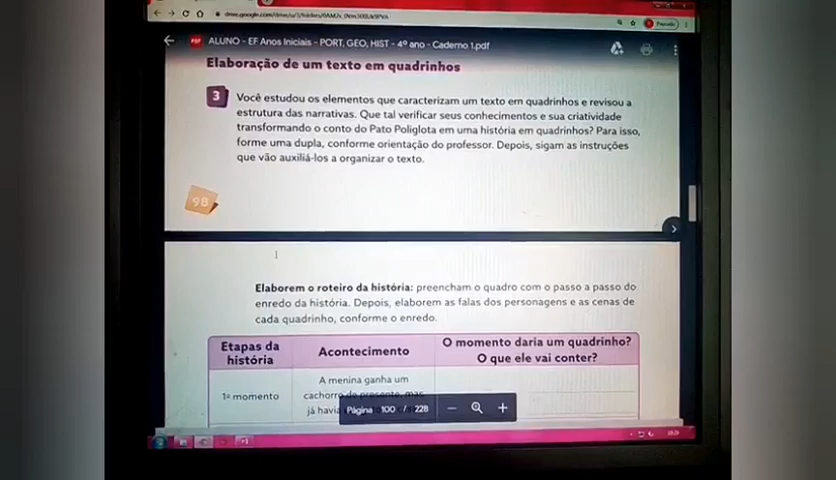 ALUNO - EF Anos Iniciais - PORT, GEO, HIST - 4º ano - Caderno 1.pdf
Elaboração de um texto em quadrinhos
3 Você estudou os elementos que caracterizam um texto em quadrinhos e revisou a
estrutura das narrativas. Que tal verificar seus conhecimentos e sua criatividade
transformando o conto do Pato Poliglota em uma história em quadrinhos? Para isso,
forme uma dupla, conforme orientação do professor. Depois, sigam as instruções
que vão auxiliá-los a organizar o texto.
98
Elaborem o roteiro da história: preencham o quadro com o passo a passo do
enredo da história. Depois, elaborem as falas dos personagens e as cenas de
cada quadrinho, conforme o enredo.
Etapas da história
Acontecimento
O momento daria um quadrinho?
O que ele vai conter?
1º momento
A menina ganha um
cachorro de presente, mas
já havia
Página 100 / 228